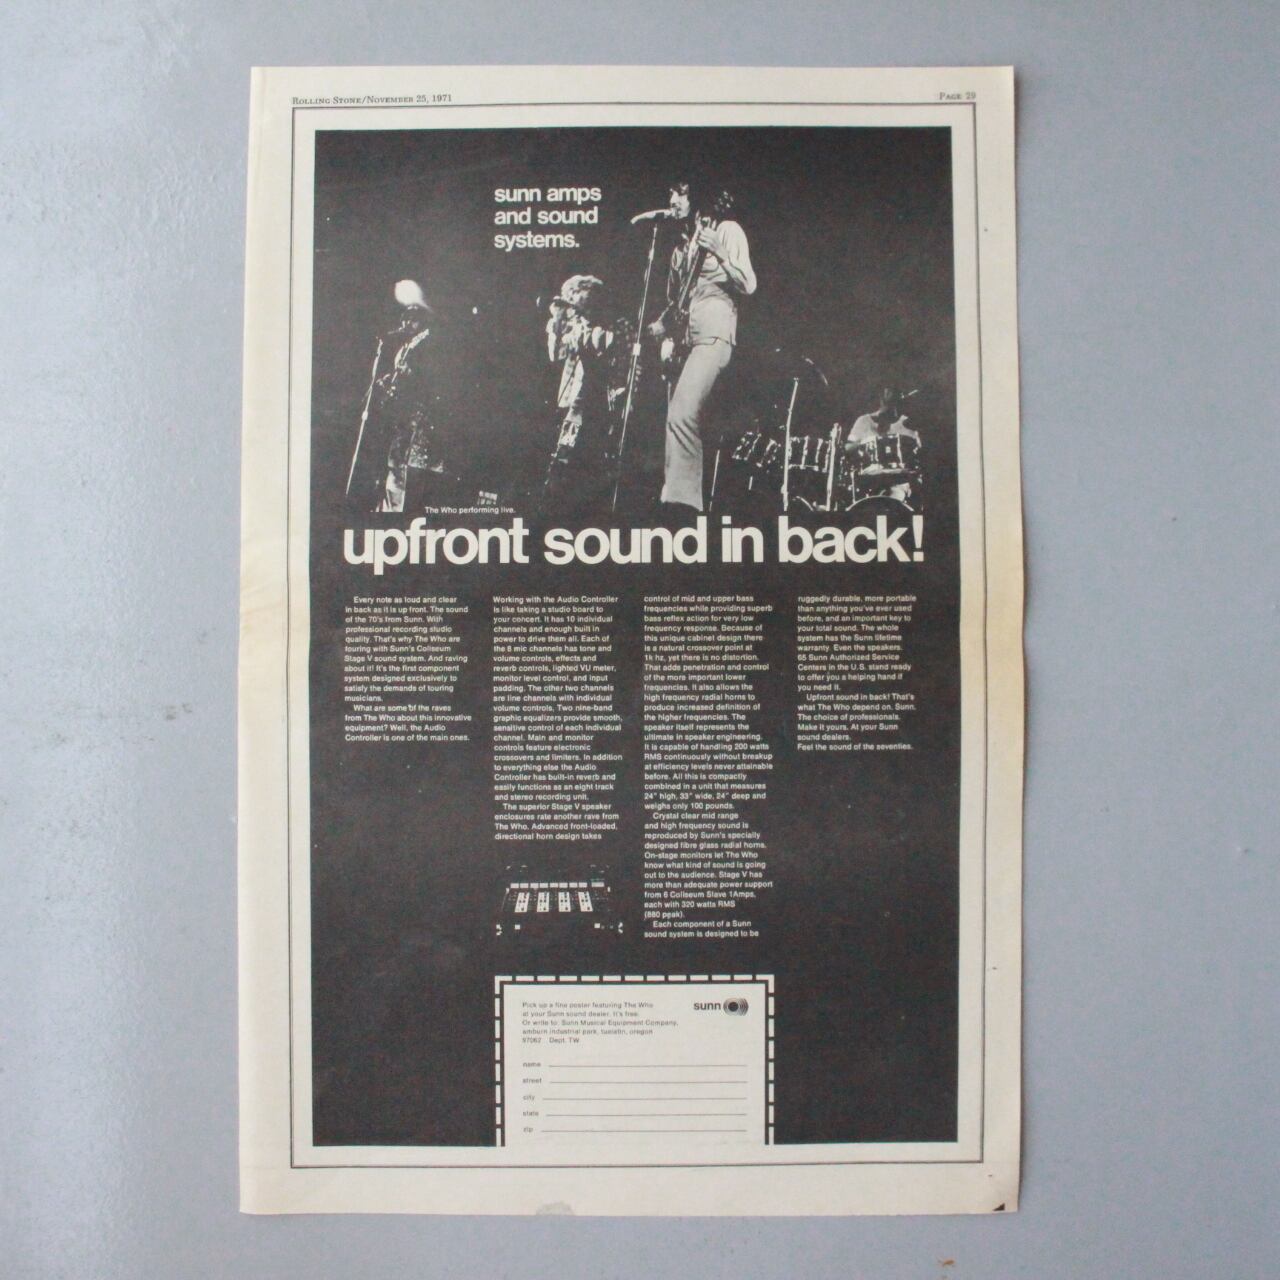 ROLLING STONE/NOVEMBER 25, 1971
PAGE 29
sunn amps
and sound
systems.
The Who performing live.
upfront sound in back!
Every note as loud and clear
in back as it is up front. The sound
of the 70's from Sunn. With
professional recording studio
quality. That's why The Who are
touring with Sunn's Coliseum
Stage V sound system. And raving
about it! It's the first component
system designed exclusively to
satisfy the demands of touring
musicians.
What are some of the raves
from The Who about this innovative
equipment? Well, the Audio
Controller is one of the main ones.
Working with the Audio Controller
is like taking a studio board to
your concert. It has 10 individual
channels and enough built in
power to drive them all. Each of
the 8 mic channels has tone and
volume controls, effects and
reverb controls, lighted VU meter,
monitor level control, and input
padding. The other two channels
are line channels with individual
volume controls. Two nine-band
graphic equalizers provide smooth,
sensitive control of each individual
channel. Main and monitor
controls feature electronic
crossovers and limiters. In addition
to everything else the Audio
Controller has built-in reverb and
easily functions as an eight track
and stereo recording unit.
The superior Stage V speaker
enclosures rate another rave from
The Who. Advanced front-loaded,
directional horn design takes
control of mid and upper bass
frequencies while providing superb
bass reflex action for very low
frequency response. Because of
this unique cabinet design there
is a natural crossover point at
1k hz, yet there is no distortion.
That adds penetration and control
of the more important lower
frequencies. It also allows the
high frequency radial horns to
produce increased definition of
the higher frequencies. The
speaker itself represents the
ultimate in speaker engineering.
It is capable of handling 200 watts
RMS continuously without breakup
at efficiency levels never attainable
before. All this is compactly
combined in a unit that measures
24" high, 33" wide, 24" deep and
weighs only 100 pounds.
Crystal clear mid range
and high frequency sound is
reproduced by Sunn's specially
designed fibre glass radial horns.
On-stage monitors let The Who
know what kind of sound is going
out to the audience. Stage V has
more than adequate power support
from 6 Coliseum Slave 1Amps,
each with 320 watts RMS
(880 peak).
Each component of a Sunn
sound system is designed to be
ruggedly durable, more portable
than anything you've ever used
before, and an important key to
your total sound. The whole
system has the Sunn lifetime
warranty. Even the speakers.
65 Sunn Authorized Service
Centers in the U.S. stand ready
to offer you a helping hand if
you need it.
Upfront sound in back! That's
what The Who depend on. Sunn.
The choice of professionals.
Make it yours. At your Sunn
sound dealers.
Feel the sound of the seventies.
Pick up a fine poster featuring The Who
at your Sunn sound dealer. It's free.
Or write to: Sunn Musical Equipment Company,
amburn industrial park, tualatin, oregon
97062 Dept. TW
sunn
name
street
city
state
zip